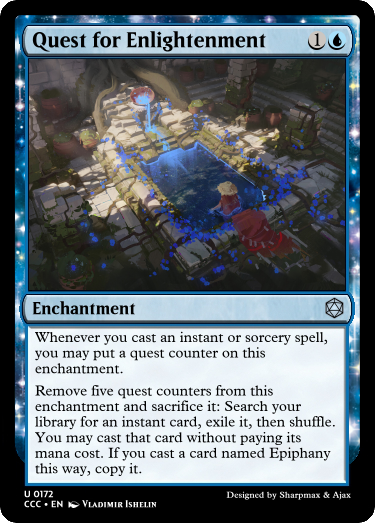 Quest for Enlightenment 1
Enchantment
Whenever you cast an instant or sorcery spell,
you may put a quest counter on this
enchantment.
Remove five quest counters from this
enchantment and sacrifice it: Search your
library for an instant card, exile it, then shuffle.
You may cast that card without paying its
mana cost. If you cast a card named Epiphany
this way, copy it.
U 0172
CCC • EN Vladimir Ishelin
Designed by Sharpmax & Ajax